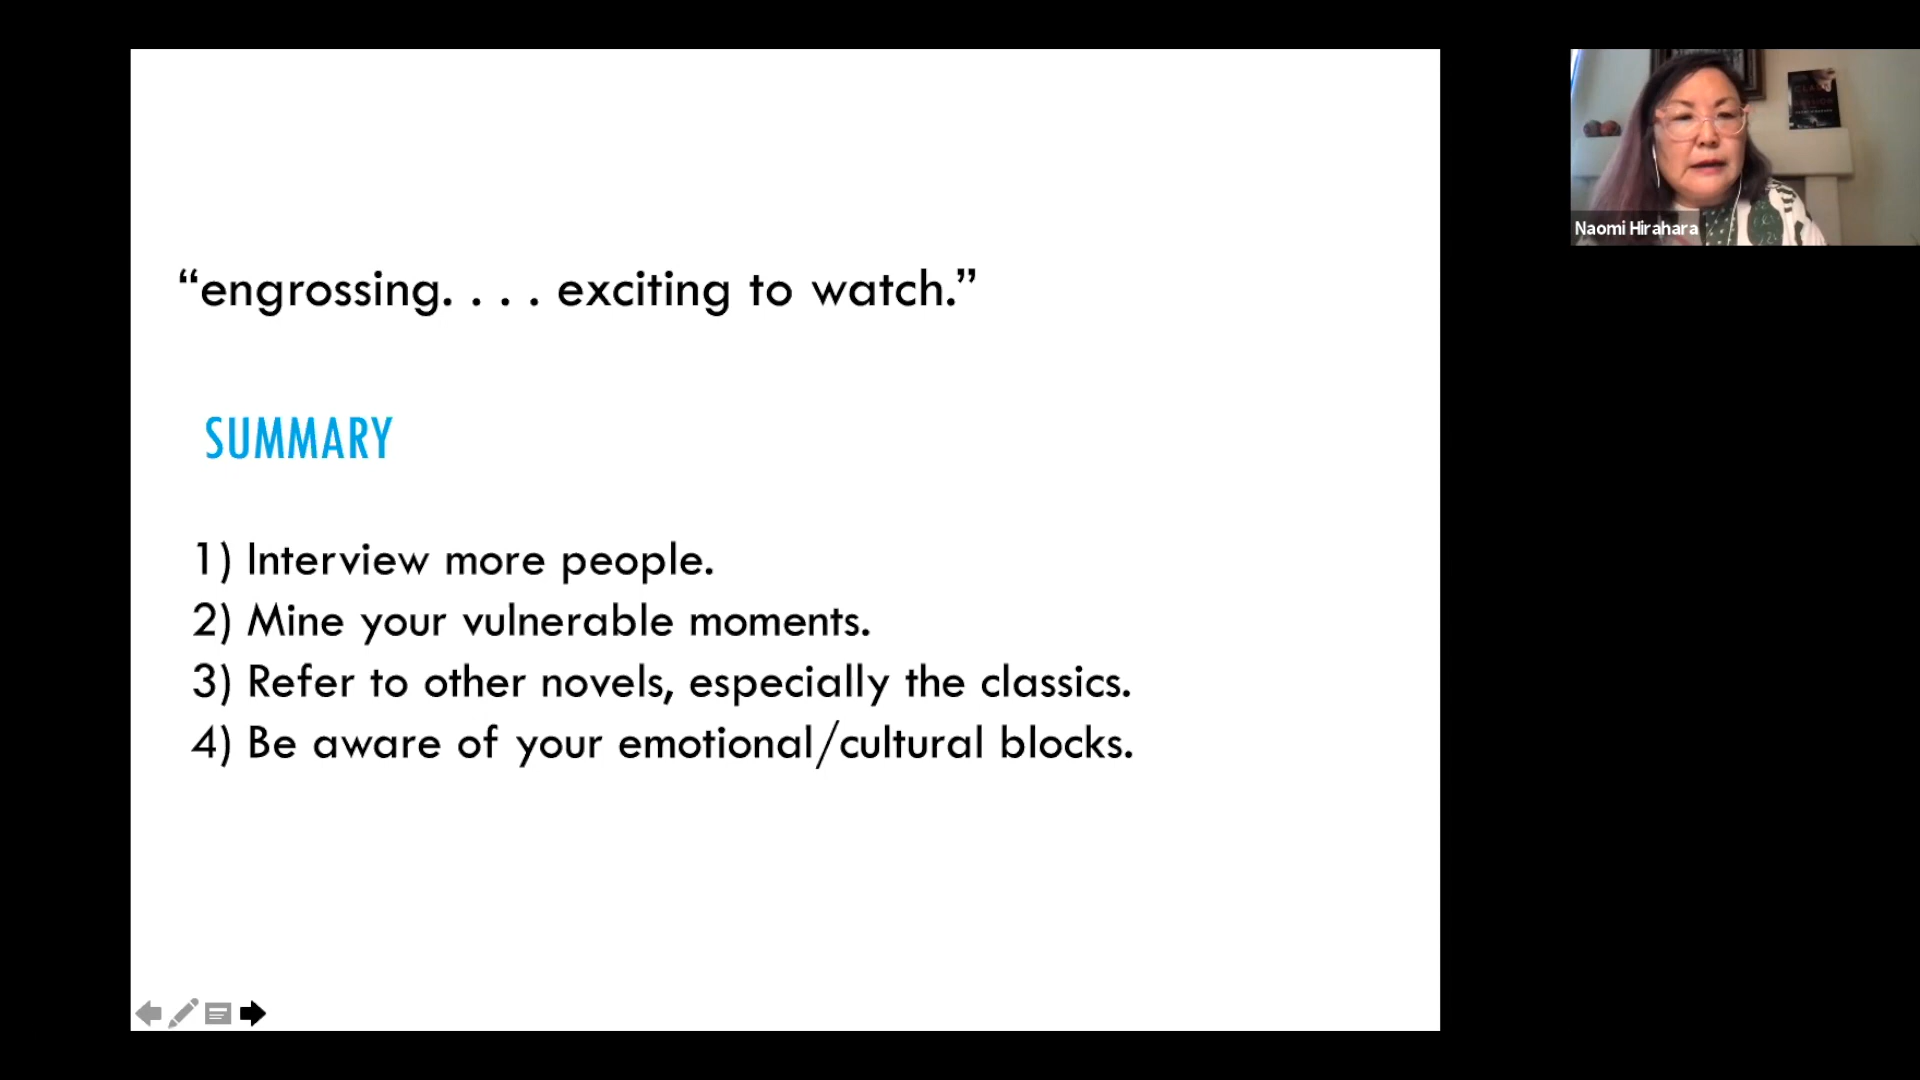 “engrossing. . . . exciting to watch.”
SUMMARY
1) Interview more people.
2) Mine your vulnerable moments.
3) Refer to other novels, especially the classics.
4) Be aware of your emotional/cultural blocks.
Naomi Hirahara